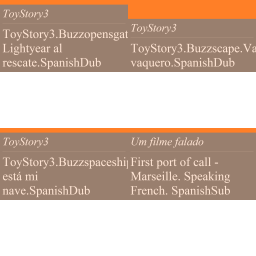 ToyStory3
ToyStory3.Buzzopensgat
Lightyear al
rescate.SpanishDub
ToyStory3
ToyStory3.Buzzscape.Va
vaquero.SpanishDub
ToyStory3
ToyStory3.Buzzspaceship
está mi
nave.SpanishDub
Um filme falado
First port of call -
Marseille. Speaking
French. SpanishSub